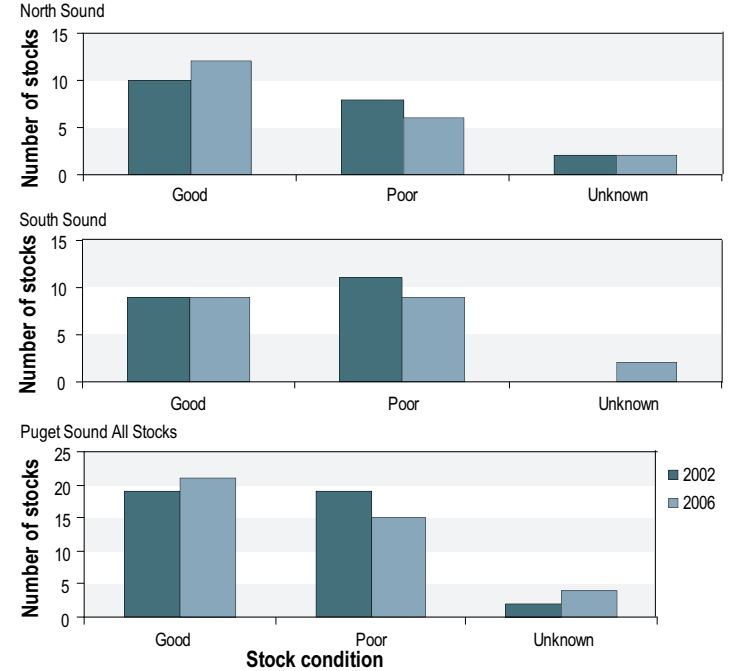 North Sound
Number of stocks
15
10
5
0
Good Poor Unknown
South Sound
Number of stocks
15
10
5
0
Good Poor Unknown
Puget Sound All Stocks
Number of stocks
25
20
15
10
5
0
2002
2006
Good Poor Unknown
Stock condition